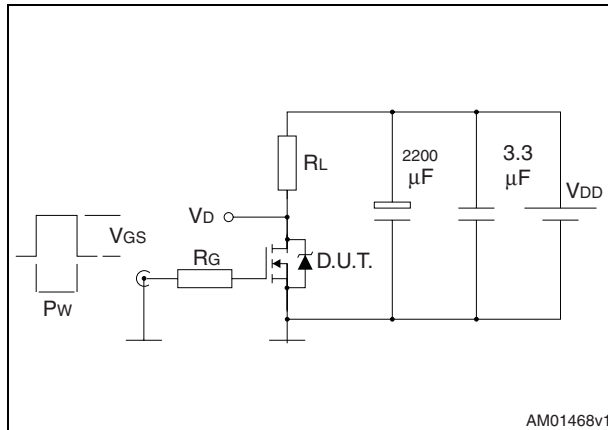 RL
2200
μF
3.3
μF
VDD
VD
VGS
RG
D.U.T.
PW
AM01468v1